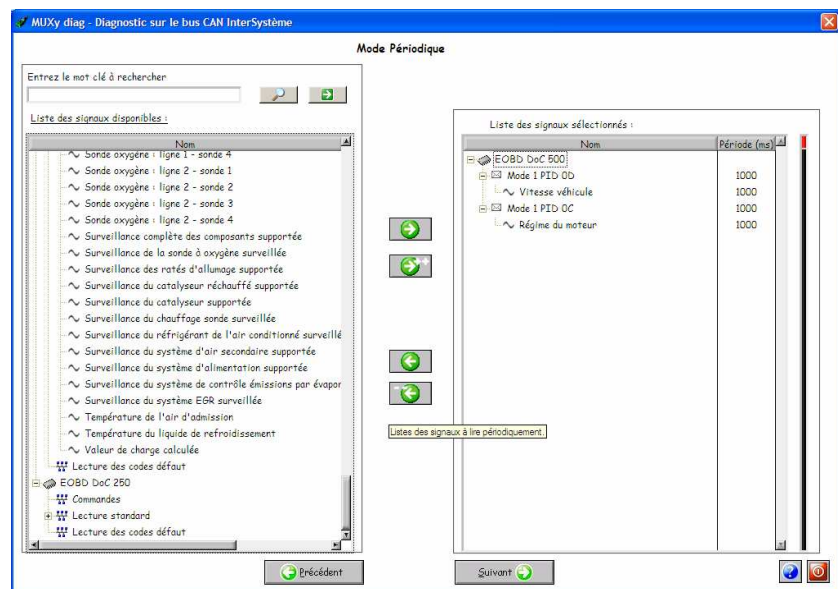 MUXy diag - Diagnostic sur le bus CAN InterSystème
Mode Périodique
Entrez le mot clé à rechercher
Liste des signaux disponibles :
Nom
Sonde oxygène : ligne 1 - sonde 4
Sonde oxygène : ligne 2 - sonde 1
Sonde oxygène : ligne 2 - sonde 2
Sonde oxygène : ligne 2 - sonde 3
Sonde oxygène : ligne 2 - sonde 4
Surveillance complète des composants supportée
Surveillance de la sonde à oxygène surveillée
Surveillance des ratés d'allumage supportée
Surveillance du catalyseur réchauffé supportée
Surveillance du catalyseur supportée
Surveillance du chauffage sonde surveillée
Surveillance du réfrigérant de l'air conditionné surveillé
Surveillance du système d'air secondaire supportée
Surveillance du système d'alimentation supportée
Surveillance du système de contrôle émissions par évapor
Surveillance du système EGR surveillée
Température de l'air d'admission
Température du liquide de refroidissement
Valeur de charge calculée
Lecture des codes défaut
EOBD DoC 250
Commandes
Lecture standard
Lecture des codes défaut
Listes des signaux à lire périodiquement.
Liste des signaux sélectionnés :
Nom Période (ms)
EOBD DoC 500
Mode 1 PID 0D 1000
Vitesse véhicule 1000
Mode 1 PID 0C 1000
Régime du moteur 1000
Précédent
Suivant